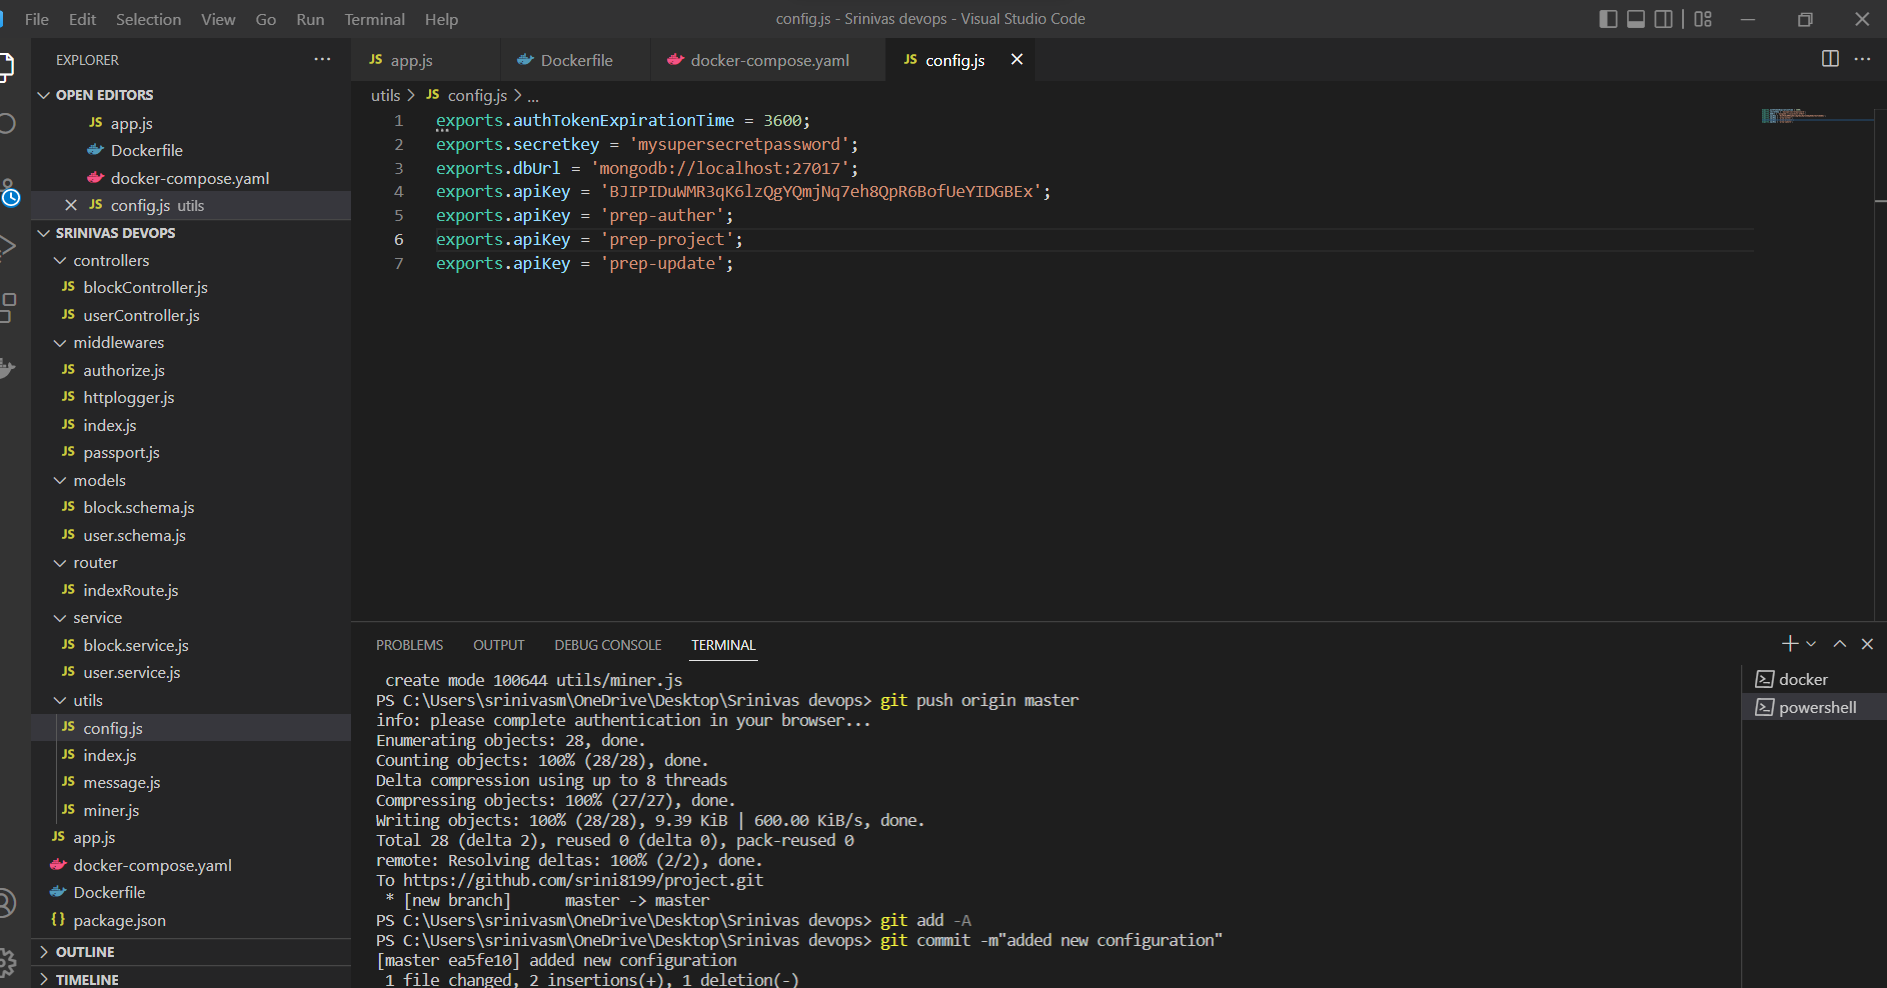 File Edit Selection View Go Run Terminal Help
config.js - Srinivas devops - Visual Studio Code
EXPLORER
OPEN EDITORS
JS app.js
Dockerfile
docker-compose.yaml
JS config.js utils
SRINIVAS DEVOPS
controllers
JS blockController.js
JS userController.js
middlewares
JS authorize.js
JS httplogger.js
JS index.js
JS passport.js
models
JS block.schema.js
JS user.schema.js
router
JS indexRoute.js
service
JS block.service.js
JS user.service.js
utils
JS config.js
JS index.js
JS message.js
JS miner.js
JS app.js
docker-compose.yaml
Dockerfile
{} package.json
OUTLINE
TIMELINE
JS app.js Dockerfile docker-compose.yaml JS config.js
utils > JS config.js > ...
1 exports.authTokenExpirationTime = 3600;
2 exports.secretkey = 'mysupersecretpassword';
3 exports.dbUrl = 'mongodb://localhost:27017';
4 exports.apiKey = 'BJIPIDuWMR3qK6lzQgYQmjNq7eh8QpR6BofUeYIDGBEx';
5 exports.apiKey = 'prep-auther';
6 exports.apiKey = 'prep-project';
7 exports.apiKey = 'prep-update';
PROBLEMS OUTPUT DEBUG CONSOLE TERMINAL
create mode 100644 utils/miner.js
PS C:\Users\srinivasm\OneDrive\Desktop\Srinivas devops> git push origin master
info: please complete authentication in your browser...
Enumerating objects: 28, done.
Counting objects: 100% (28/28), done.
Delta compression using up to 8 threads
Compressing objects: 100% (27/27), done.
Writing objects: 100% (28/28), 9.39 KiB | 600.00 KiB/s, done.
Total 28 (delta 2), reused 0 (delta 0), pack-reused 0
remote: Resolving deltas: 100% (2/2), done.
To https://github.com/srini8199/project.git
* [new branch] master -> master
PS C:\Users\srinivasm\OneDrive\Desktop\Srinivas devops> git add -A
PS C:\Users\srinivasm\OneDrive\Desktop\Srinivas devops> git commit -m"added new configuration"
[master ea5fe10] added new configuration
1 file changed, 2 insertions(+), 1 deletion(-)
docker
powershell